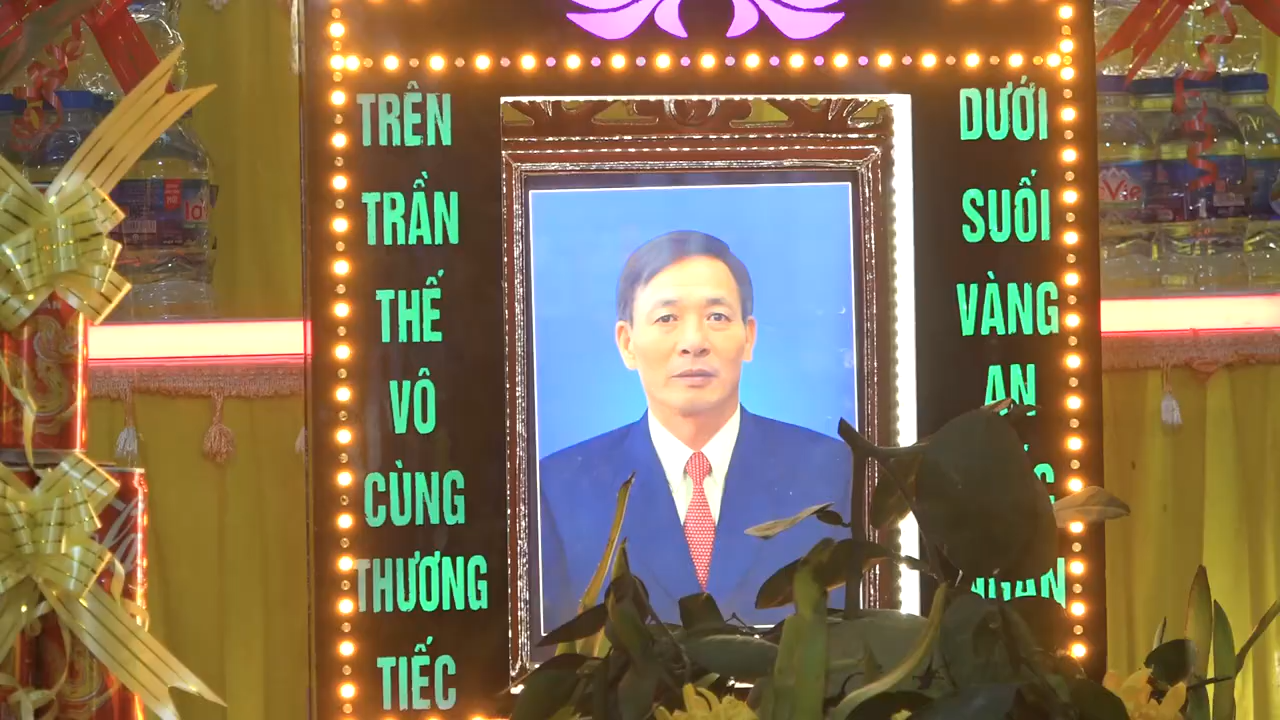 TRÊN
TRẦN
THẾ
VÔ
CÙNG
THƯƠNG
TIẾC
DƯỚI
SUỐI
VÀNG
AN